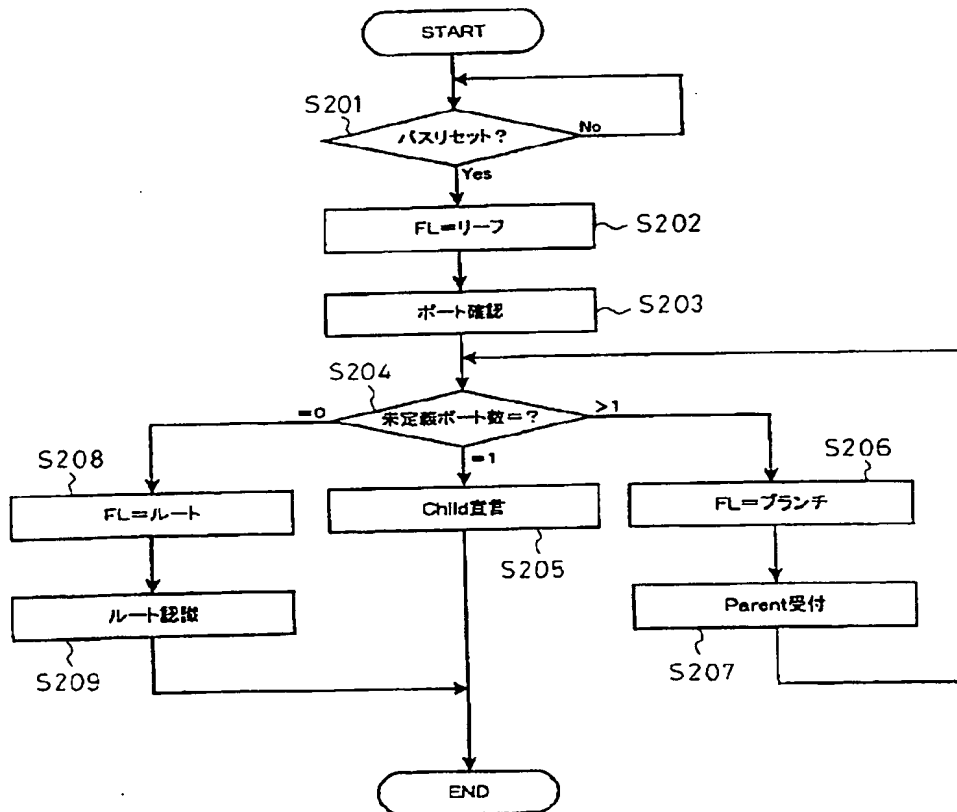 START
S201
バスリセット?
No
Yes
FL=リーフ
S202
ポート確認
S203
S204
未定義ポート数=?
=0
>1
=1
S208
S206
FL=ルート
Child宣言
FL=ブランチ
S205
ルート認識
Parent受付
S209
S207
END